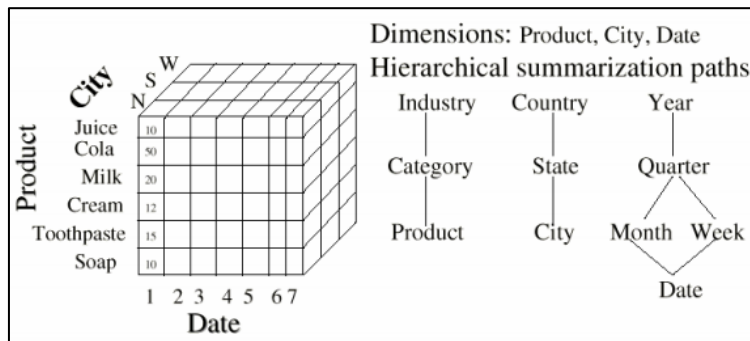 Dimensions: Product, City, Date
Hierarchical summarization paths
Industry Country Year
Category State Quarter
Product City Month Week
Date
City
N S W
Product
Juice 10
Cola 50
Milk 20
Cream 12
Toothpaste 15
Soap 10
1 2 3 4 5 6 7
Date